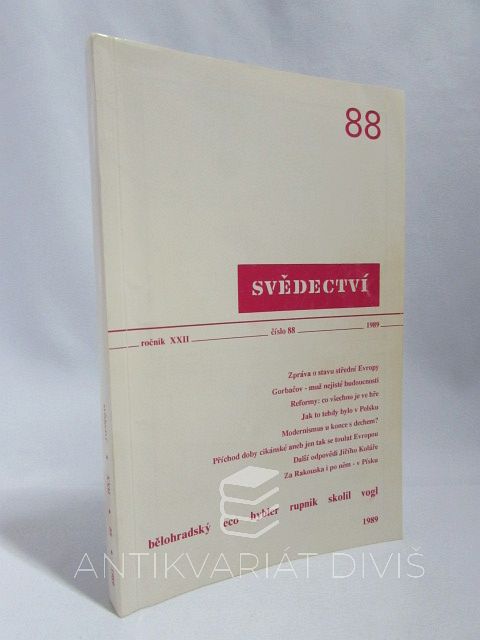 88
SVĚDECTVÍ
ročník XXII číslo 88 1989
Zpráva o stavu střední Evropy
Gorbačov - muž nejisté budoucnosti
Reformy: co všechno je ve hře
Jak to tehdy bylo v Polsku
Modernismus u konce s dechem?
Příchod doby cikánské aneb jen tak se toulat Evropou
Další odpovědi Jiřího Koláře
Za Rakouska i po něm - v Písku
bělohradský eco hybler rupnik školil vogl
1989
ANTIKVARIÁT DIVIŠ